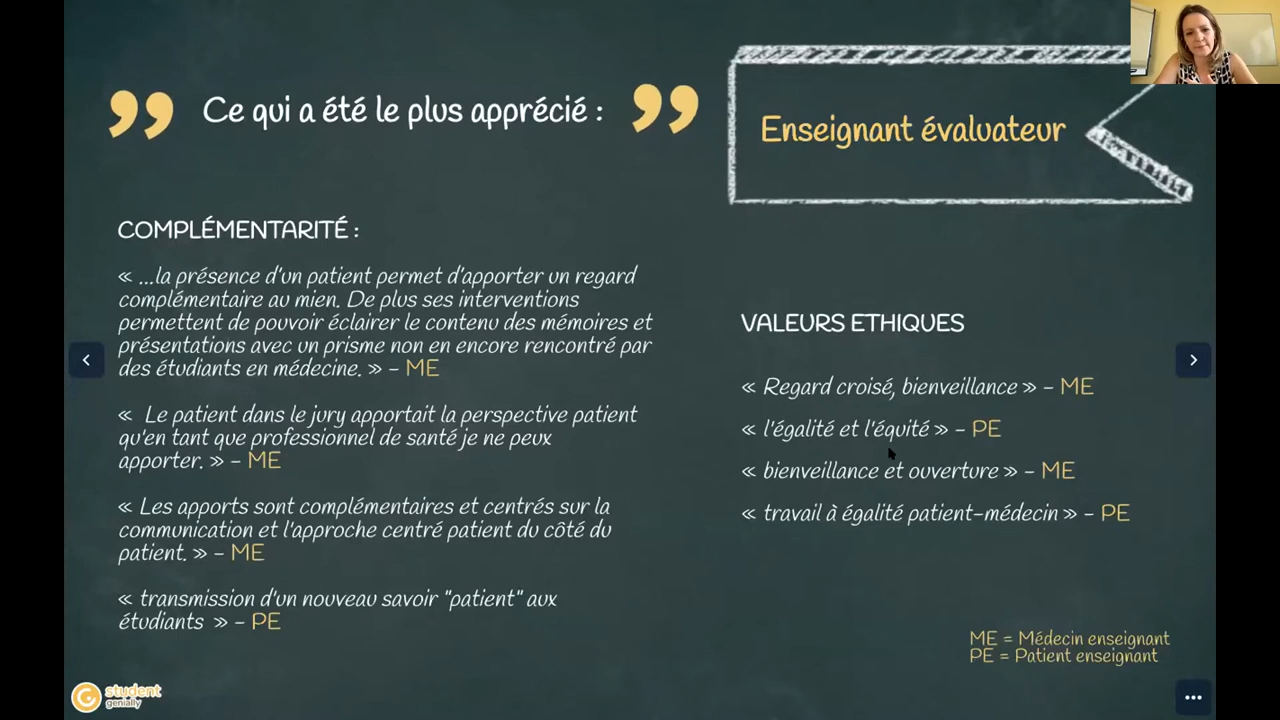 Ce qui a été le plus apprécié :
Enseignant évaluateur
COMPLÉMENTARITÉ :
« ...la présence d'un patient permet d'apporter un regard
complémentaire au mien. De plus ses interventions
permettent de pouvoir éclairer le contenu des mémoires et
présentations avec un prisme non en encore rencontré par
des étudiants en médecine. » - ME
« Le patient dans le jury apportait la perspective patient
qu'en tant que professionnel de santé je ne peux
apporter. » - ME
« Les apports sont complémentaires et centrés sur la
communication et l'approche centré patient du côté du
patient. » - ME
« transmission d'un nouveau savoir "patient" aux
étudiants » - PE
VALEURS ETHIQUES
« Regard croisé, bienveillance » - ME
« l'égalité et l'équité » - PE
« bienveillance et ouverture » - ME
« travail à égalité patient-médecin » - PE
ME = Médecin enseignant
PE = Patient enseignant
student
genially